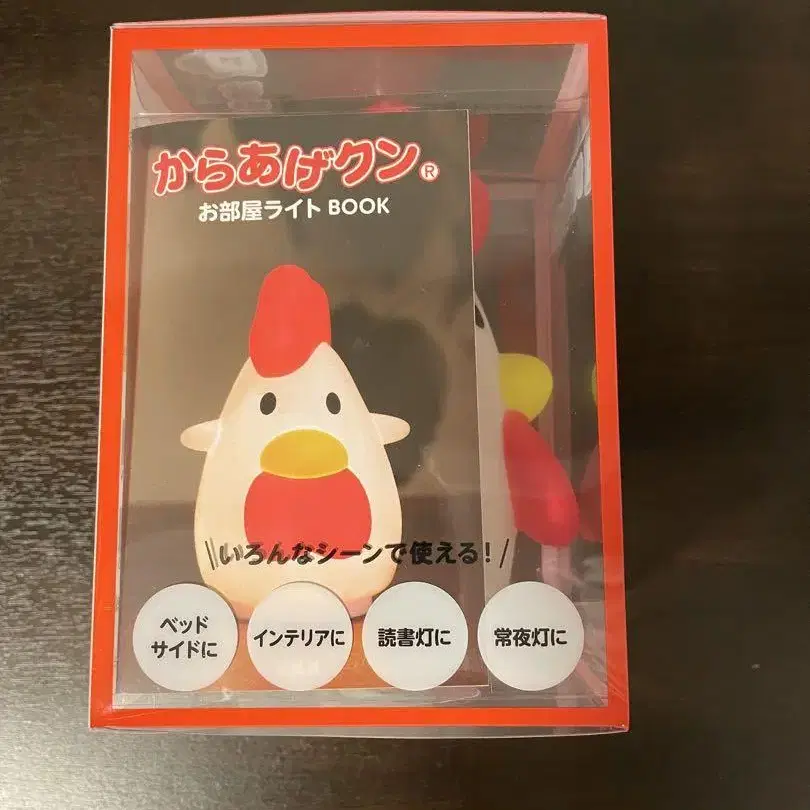 からあげクン®
お部屋ライト BOOK
\\いろんなシーンで使える!/
ベッド
サイドに
インテリアに
読書灯に
常夜灯に